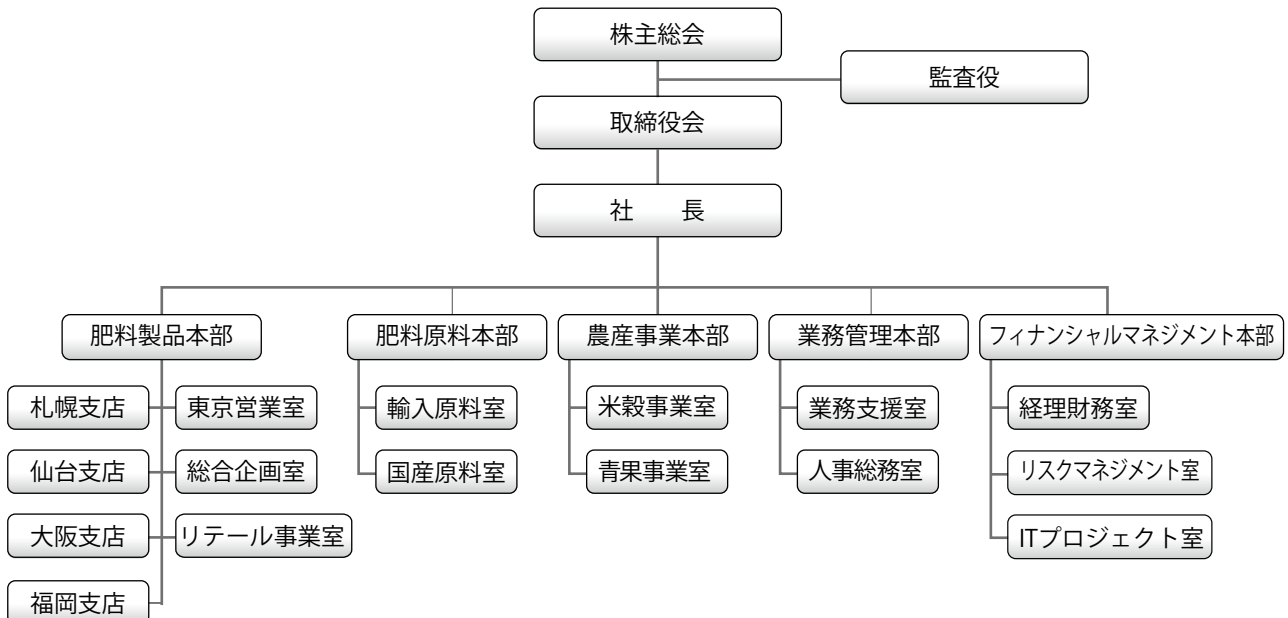 株主総会
監査役
取締役会
社　　長
肥料製品本部
肥料原料本部
農産事業本部
業務管理本部
フィナンシャルマネジメント本部
札幌支店
東京営業室
輸入原料室
米穀事業室
業務支援室
経理財務室
仙台支店
総合企画室
国産原料室
青果事業室
人事総務室
リスクマネジメント室
大阪支店
リテール事業室
ITプロジェクト室
福岡支店